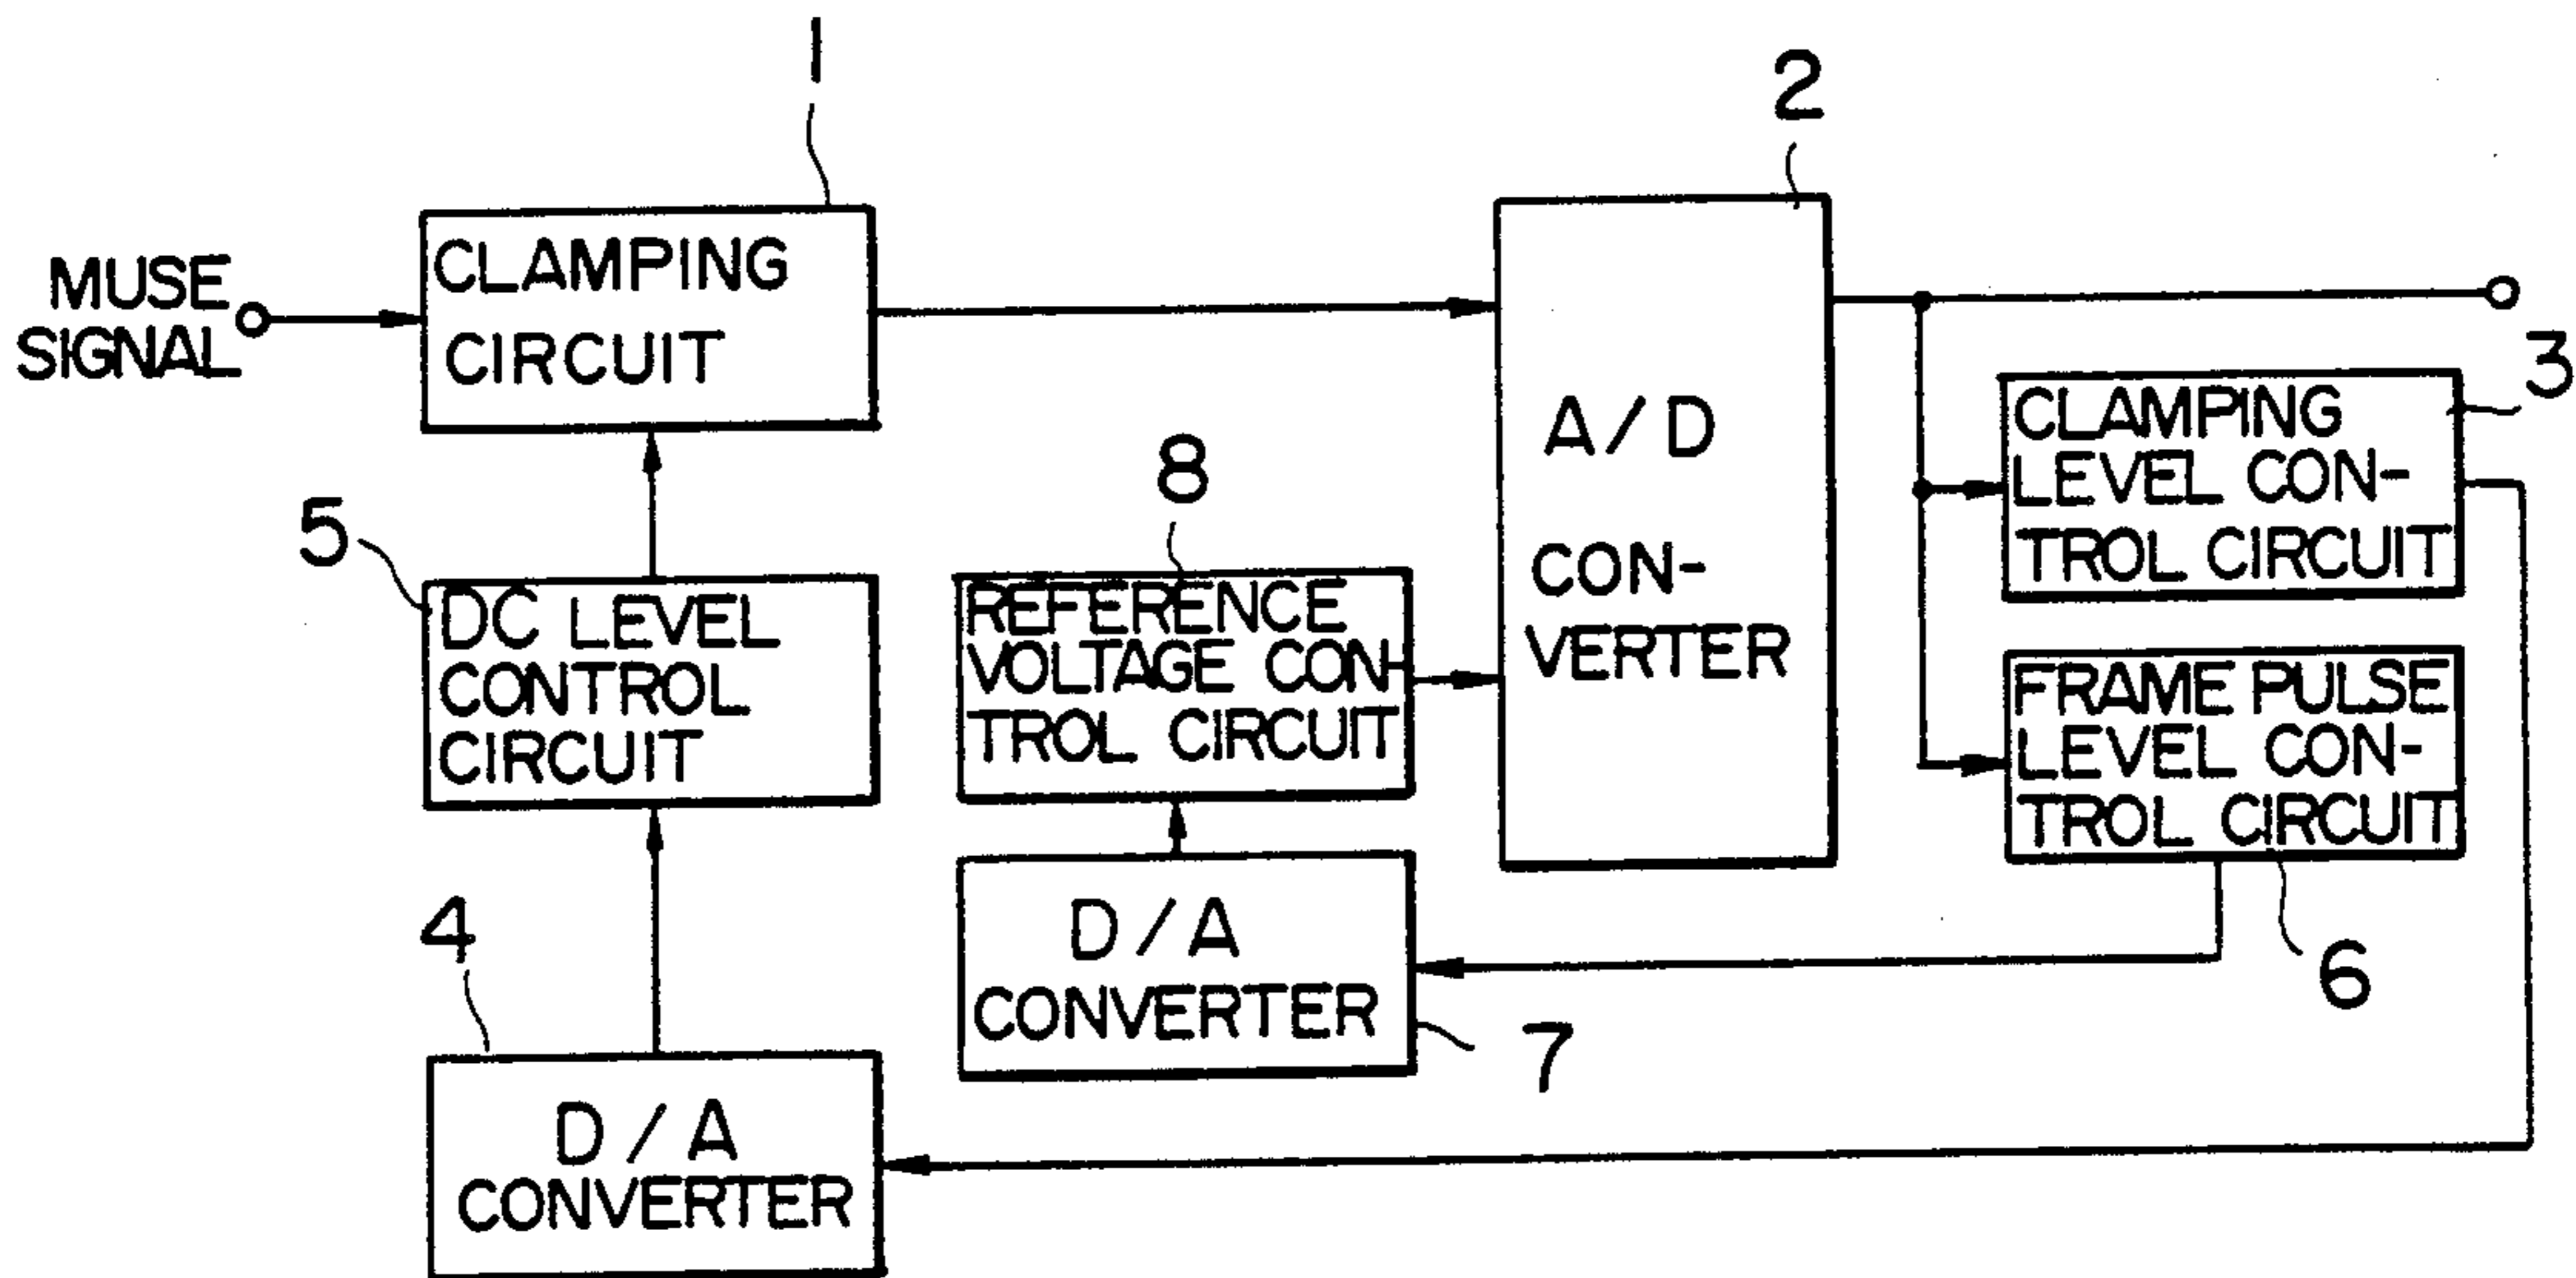 1
2
MUSE
SIGNAL
CLAMPING
CIRCUIT
A/D
CON-
VERTER
3
CLAMPING
LEVEL CON-
TROL CIRCUIT
5
DC LEVEL
CONTROL
CIRCUIT
8
REFERENCE
VOLTAGE CON-
TROL CIRCUIT
FRAME PULSE
LEVEL CON-
TROL CIRCUIT
6
4
D/A
CONVERTER
7
D/A
CONVERTER